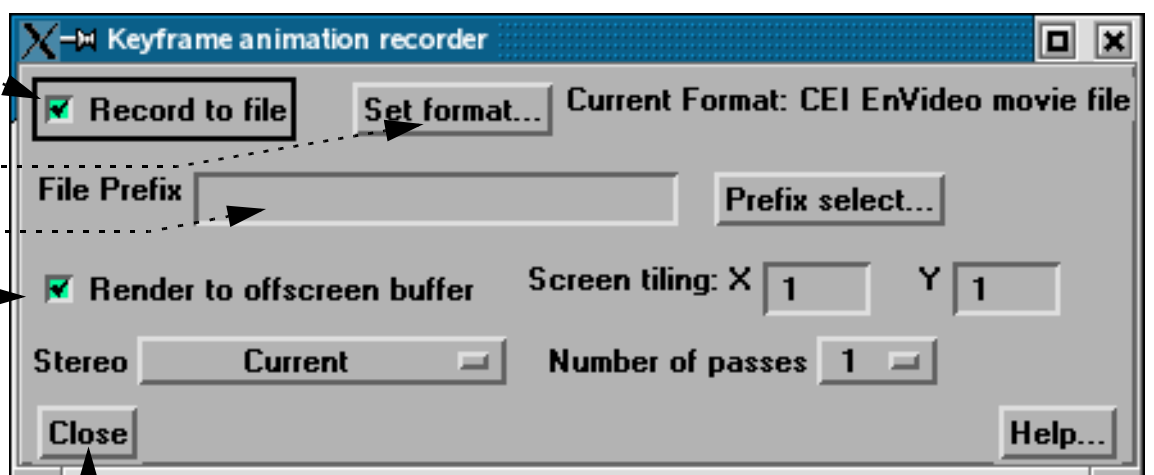 Keyframe animation recorder
Record to file Set format... Current Format: CEI EnVideo movie file
File Prefix Prefix select...
Render to offscreen buffer Screen tiling: X 1 Y 1
Stereo Current Number of passes 1
Close Help...